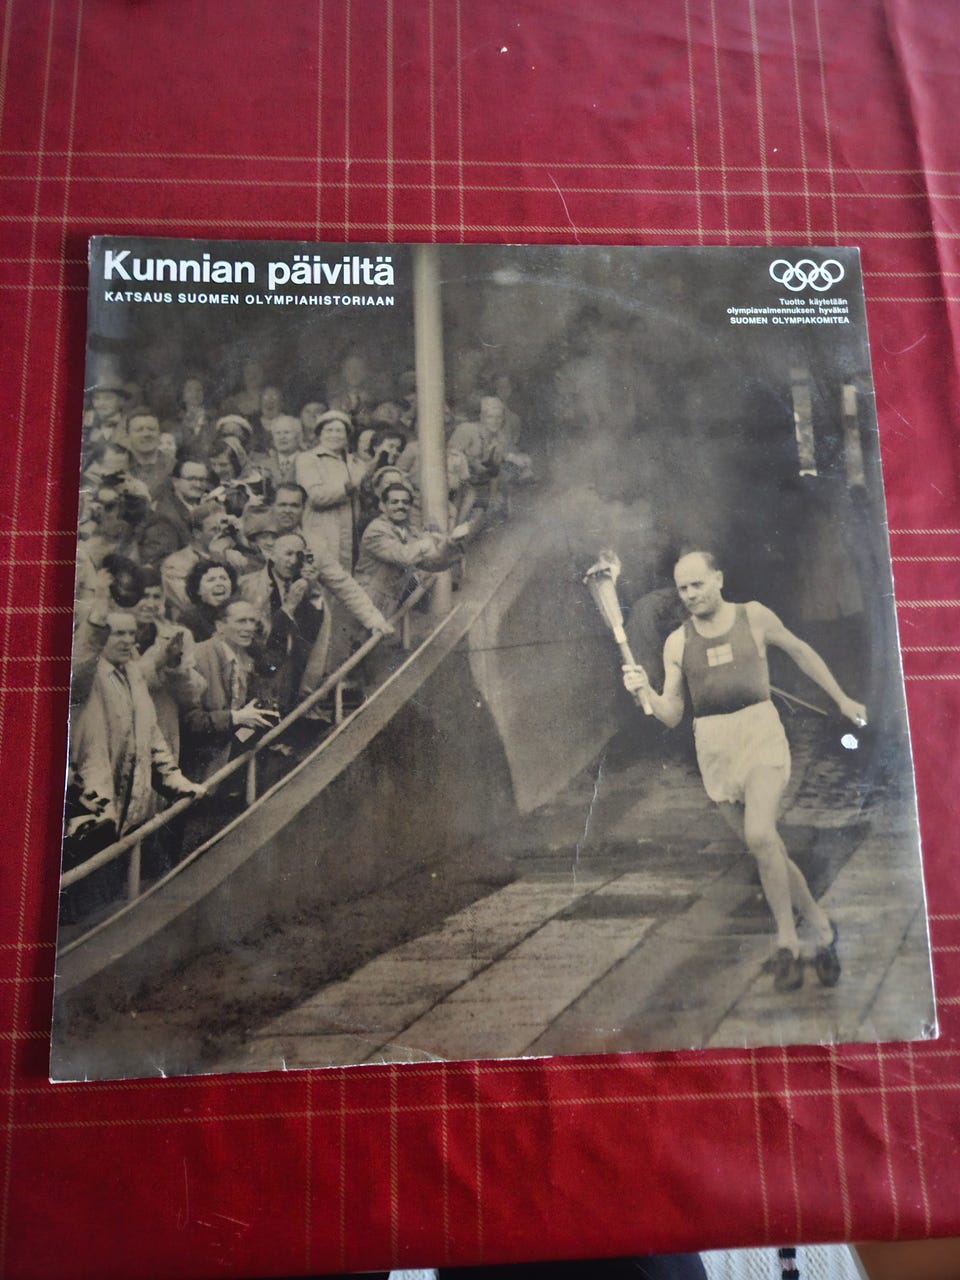 Kunnian päiviltä
KATSAUS SUOMEN OLYMPIAHISTORIAAN
Tuotto käytetään
olympiavalmennuksen hyväksi
SUOMEN OLYMPIAKOMITEA